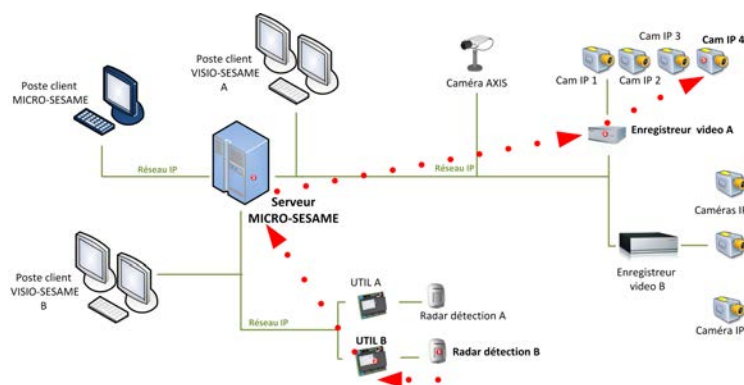 Cam IP 3
Cam IP 4
Poste client
VISIO-SESAME
A
Poste client
MICRO-SESAME
Caméra AXIS
Cam IP 1
Cam IP 2
Enregistreur video A
Réseau IP
Réseau IP
Serveur
MICRO-SESAME
Caméras IP
Poste client
VISIO-SESAME
B
Enregistreur
video B
UTIL A
Radar détection A
Réseau IP
UTIL B
Radar détection B
Caméra IP